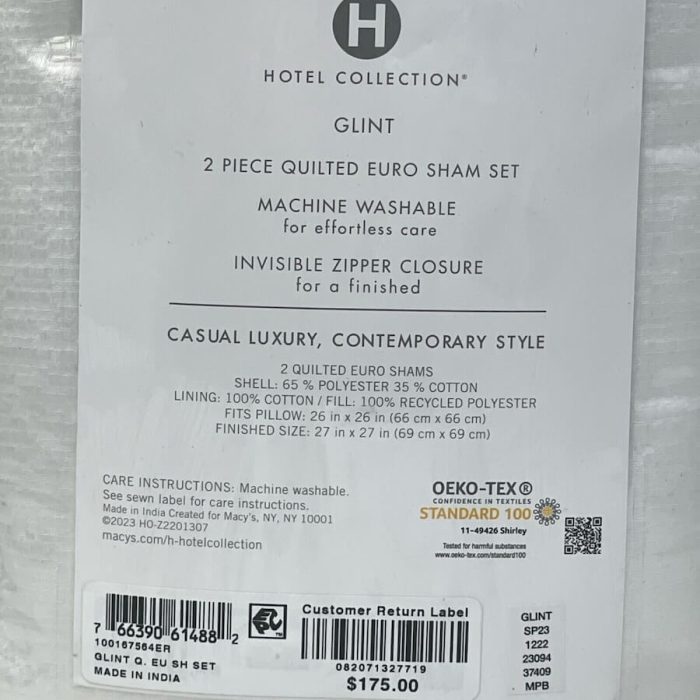 H
HOTEL COLLECTION®
GLINT
2 PIECE QUILTED EURO SHAM SET
MACHINE WASHABLE
for effortless care
INVISIBLE ZIPPER CLOSURE
for a finished
CASUAL LUXURY, CONTEMPORARY STYLE
2 QUILTED EURO SHAMS
SHELL: 65 % POLYESTER 35 % COTTON
LINING: 100% COTTON / FILL: 100% RECYCLED POLYESTER
FITS PILLOW: 26 in x 26 in (66 cm x 66 cm)
FINISHED SIZE: 27 in x 27 in (69 cm x 69 cm)
CARE INSTRUCTIONS: Machine washable.
See sewn label for care instructions.
Made in India Created for Macy's, NY, NY 10001
©2023 HO-Z2201307
macys.com/h-hotelcollection
OEKO-TEX®
CONFIDENCE IN TEXTILES
STANDARD 100
11-49426 Shirley
Tested for harmful substances
www.oeko-tex.com/standard100
7 66390 61488 2
100167564ER
GLINT Q. EU SH SET
MADE IN INDIA
Customer Return Label
082071327719
$175.00
GLINT
SP23
1222
23094
37409
MPB